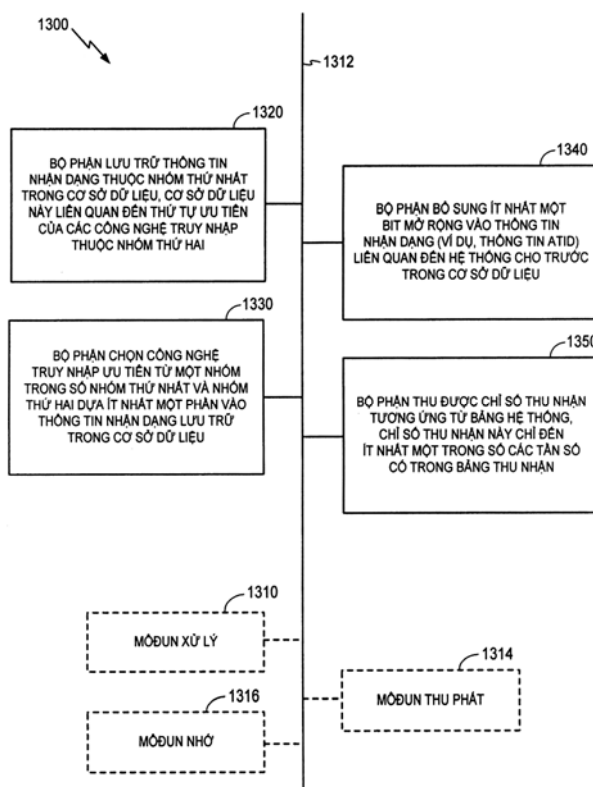 1300
1312
1320
BỘ PHẬN LƯU TRỮ THÔNG TIN
NHẬN DẠNG THUỘC NHÓM THỨ NHẤT
TRONG CƠ SỞ DỮ LIỆU, CƠ SỞ DỮ LIỆU
NÀY LIÊN QUAN ĐẾN THỨ TỰ ƯU TIÊN
CỦA CÁC CÔNG NGHỆ TRUY NHẬP
THUỘC NHÓM THỨ HAI
1340
BỘ PHẬN BỔ SUNG ÍT NHẤT MỘT
BIT MỞ RỘNG VÀO THÔNG TIN
NHẬN DẠNG (VÍ DỤ, THÔNG TIN ATID)
LIÊN QUAN ĐẾN HỆ THỐNG CHO TRƯỚC
TRONG CƠ SỞ DỮ LIỆU
1330
BỘ PHẬN CHỌN CÔNG NGHỆ
TRUY NHẬP ƯU TIÊN TỪ MỘT NHÓM
TRONG SỐ NHÓM THỨ NHẤT VÀ NHÓM
THỨ HAI DỰA ÍT NHẤT MỘT PHẦN VÀO
THÔNG TIN NHẬN DẠNG LƯU TRỮ
TRONG CƠ SỞ DỮ LIỆU
1350
BỘ PHẬN THU ĐƯỢC CHỈ SỐ THU NHẬN
TƯƠNG ỨNG TỪ BẢNG HỆ THỐNG,
CHỈ SỐ THU NHẬN NÀY CHỈ ĐẾN
ÍT NHẤT MỘT TRONG SỐ CÁC TẦN SỐ
CÓ TRONG BẢNG THU NHẬN
1310
MÔĐUN XỬ LÝ
1314
MÔĐUN THU PHÁT
1316
MÔĐUN NHỚ